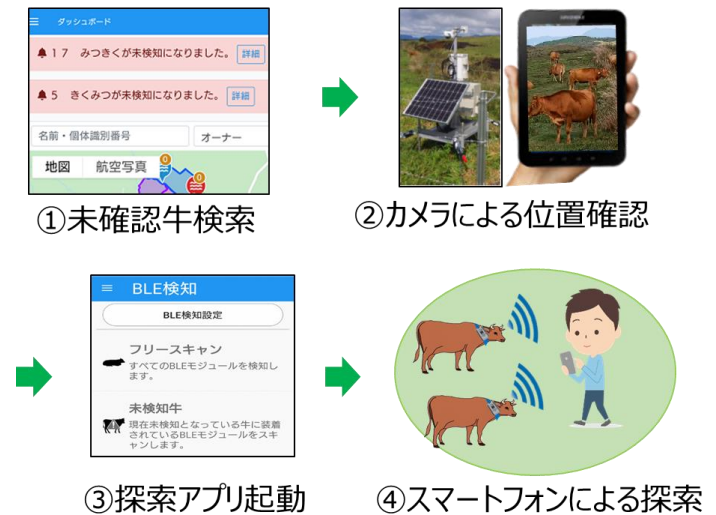 ダッシュボード
17 みつきくが未検知になりました。 詳細
5 きくみつが未検知になりました。 詳細
名前・個体識別番号 オーナー
地図 航空写真
0
0
①未確認牛検索
②カメラによる位置確認
BLE検知
BLE検知設定
フリースキャン
すべてのBLEモジュールを検知し
ます。
未検知牛
現在未検知となっている牛に装着
されているBLEモジュールをスキ
ャンします。
③探索アプリ起動
④スマートフォンによる探索